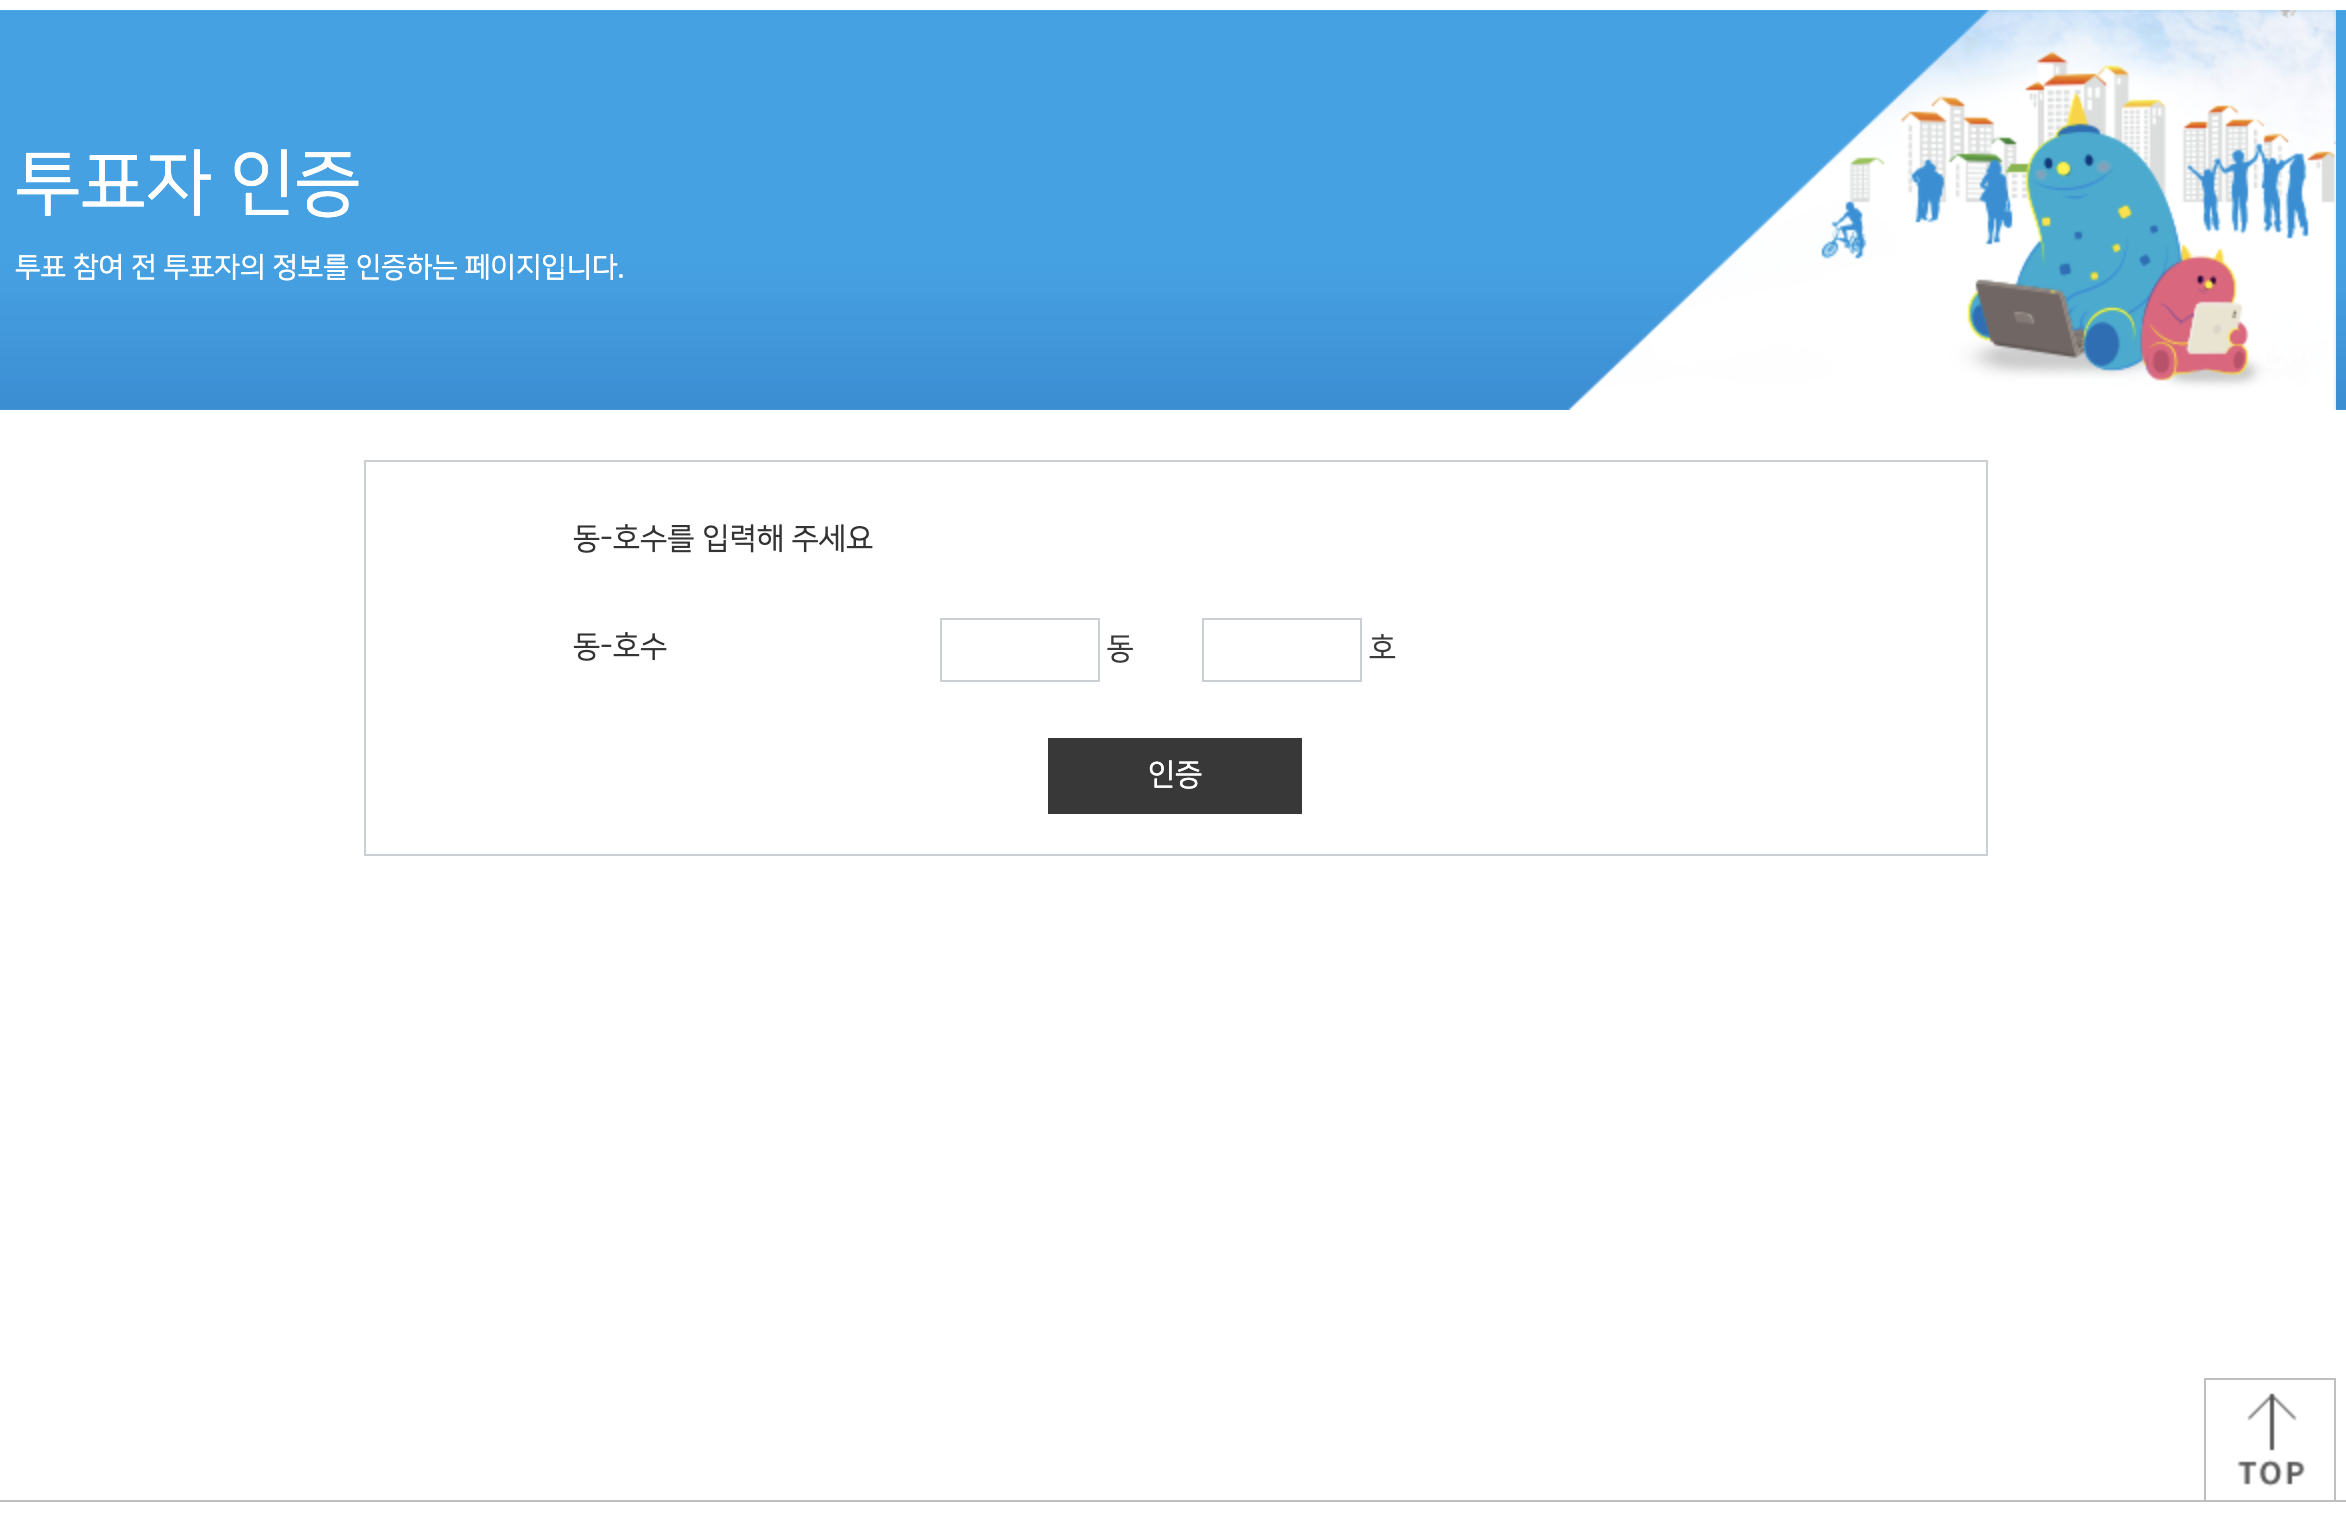 투표자 인증
투표 참여 전 투표자의 정보를 인증하는 페이지입니다.
동-호수를 입력해 주세요
동-호수 동 호
인증
TOP